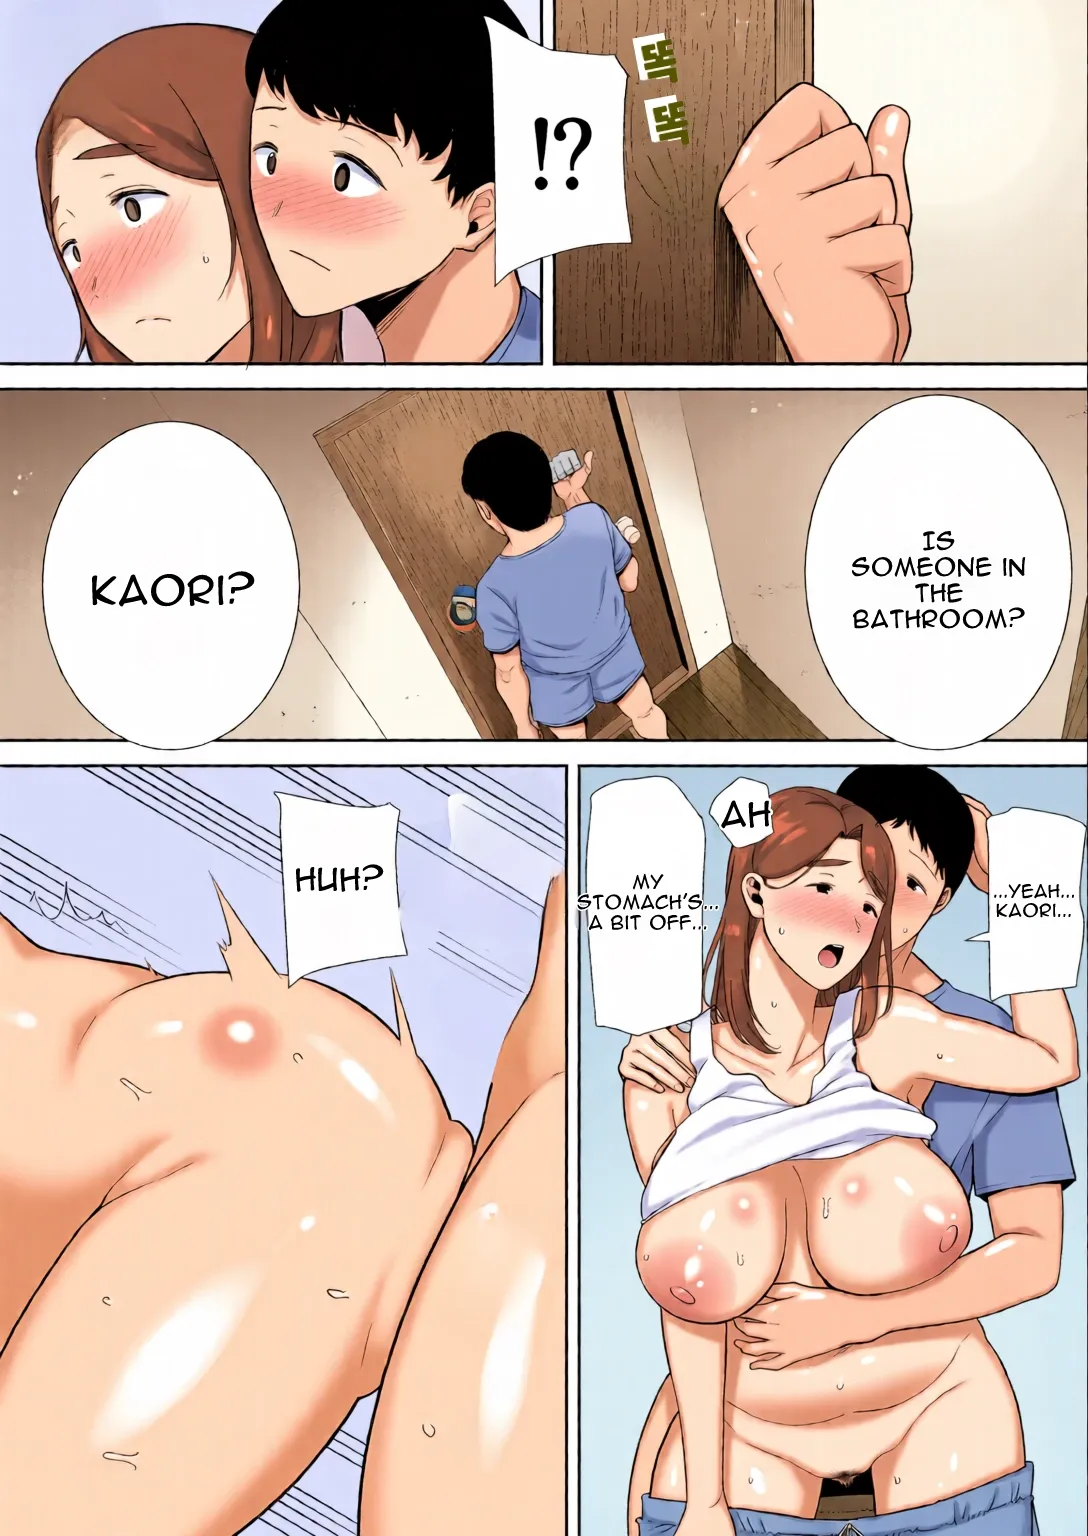 !?
똑
똑
KAORI?
IS
SOMEONE IN
THE
BATHROOM?
HUH?
AH
MY
STOMACH'S...
A BIT OFF...
...YEAH...
KAORI...